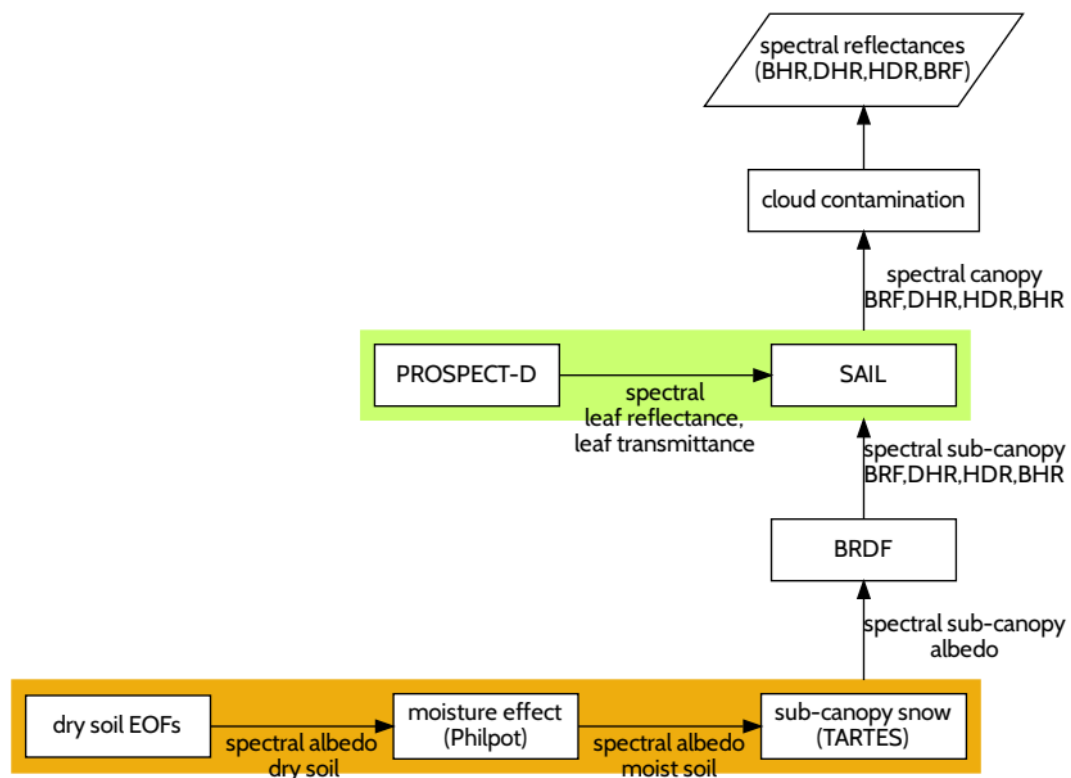 spectral reflectances
(BHR,DHR,HDR,BRF)
cloud contamination
spectral canopy
BRF,DHR,HDR,BHR
PROSPECT-D
SAIL
spectral
leaf reflectance,
leaf transmittance
spectral sub-canopy
BRF,DHR,HDR,BHR
BRDF
spectral sub-canopy
albedo
dry soil EOFs
spectral albedo
dry soil
moisture effect
(Philpot)
spectral albedo
moist soil
sub-canopy snow
(TARTES)